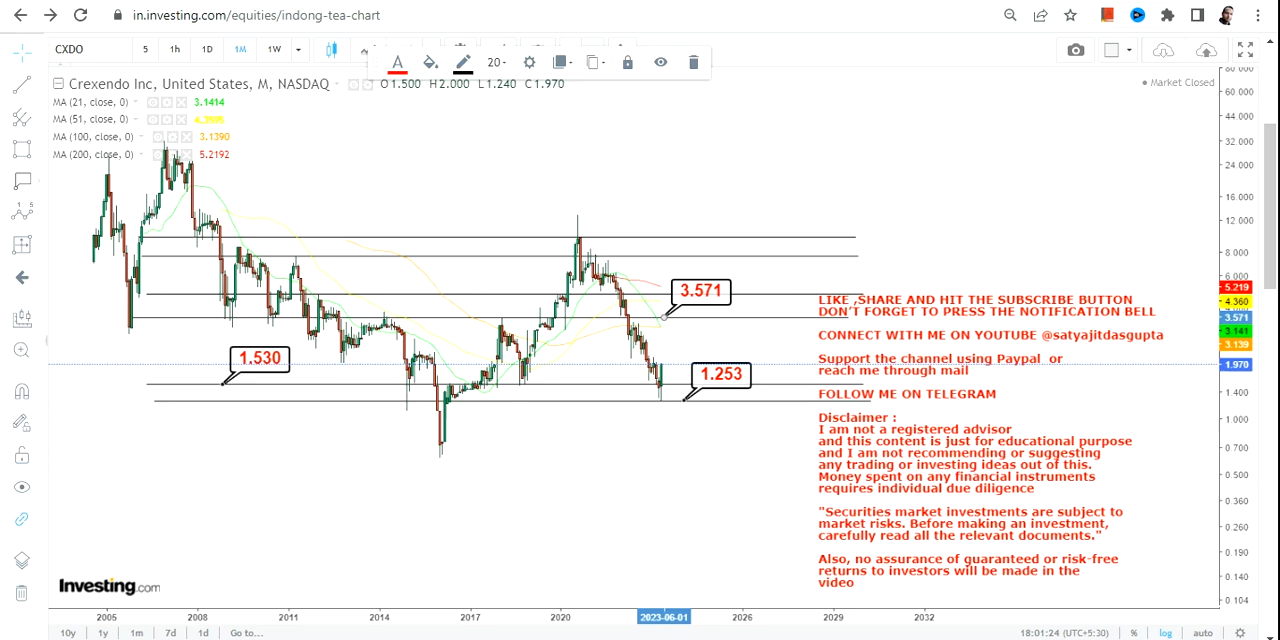 in.investing.com/equities/indong-tea-chart
CXDO 5 1h 1D 1M 1W
A 20
Crexendo Inc, United States, M, NASDAQ O1.500 H2.000 L1.240 C1.970
Market Closed
MA (21, close, 0) 3.1414
MA (51, close, 0)
MA (100, close, 0) 3.1390
MA (200, close, 0) 5.2192
80.000
60.000
44.000
32.000
24.000
16.000
12.000
8.000
6.000
5.219
4.360
3.571
3.141
3.139
1.970
1.400
1.000
0.700
0.500
0.360
0.260
0.190
0.140
0.104
3.571
1.530
1.253
LIKE ,SHARE AND HIT THE SUBSCRIBE BUTTON
DON'T FORGET TO PRESS THE NOTIFICATION BELL
CONNECT WITH ME ON YOUTUBE @satyajitdasgupta
Support the channel using Paypal or
reach me through mail
FOLLOW ME ON TELEGRAM
Disclaimer :
I am not a registered advisor
and this content is just for educational purpose
and I am not recommending or suggesting
any trading or investing ideas out of this.
Money spent on any financial instruments
requires individual due diligence
"Securities market investments are subject to
market risks. Before making an investment,
carefully read all the relevant documents."
Also, no assurance of guaranteed or risk-free
returns to investors will be made in the
video
Investing.com
2005 2008 2011 2014 2017 2020 2023-06-01 2026 2029 2032
10y 1y 1m 7d 1d Go to... 18:01:24 (UTC+5:30) % log auto